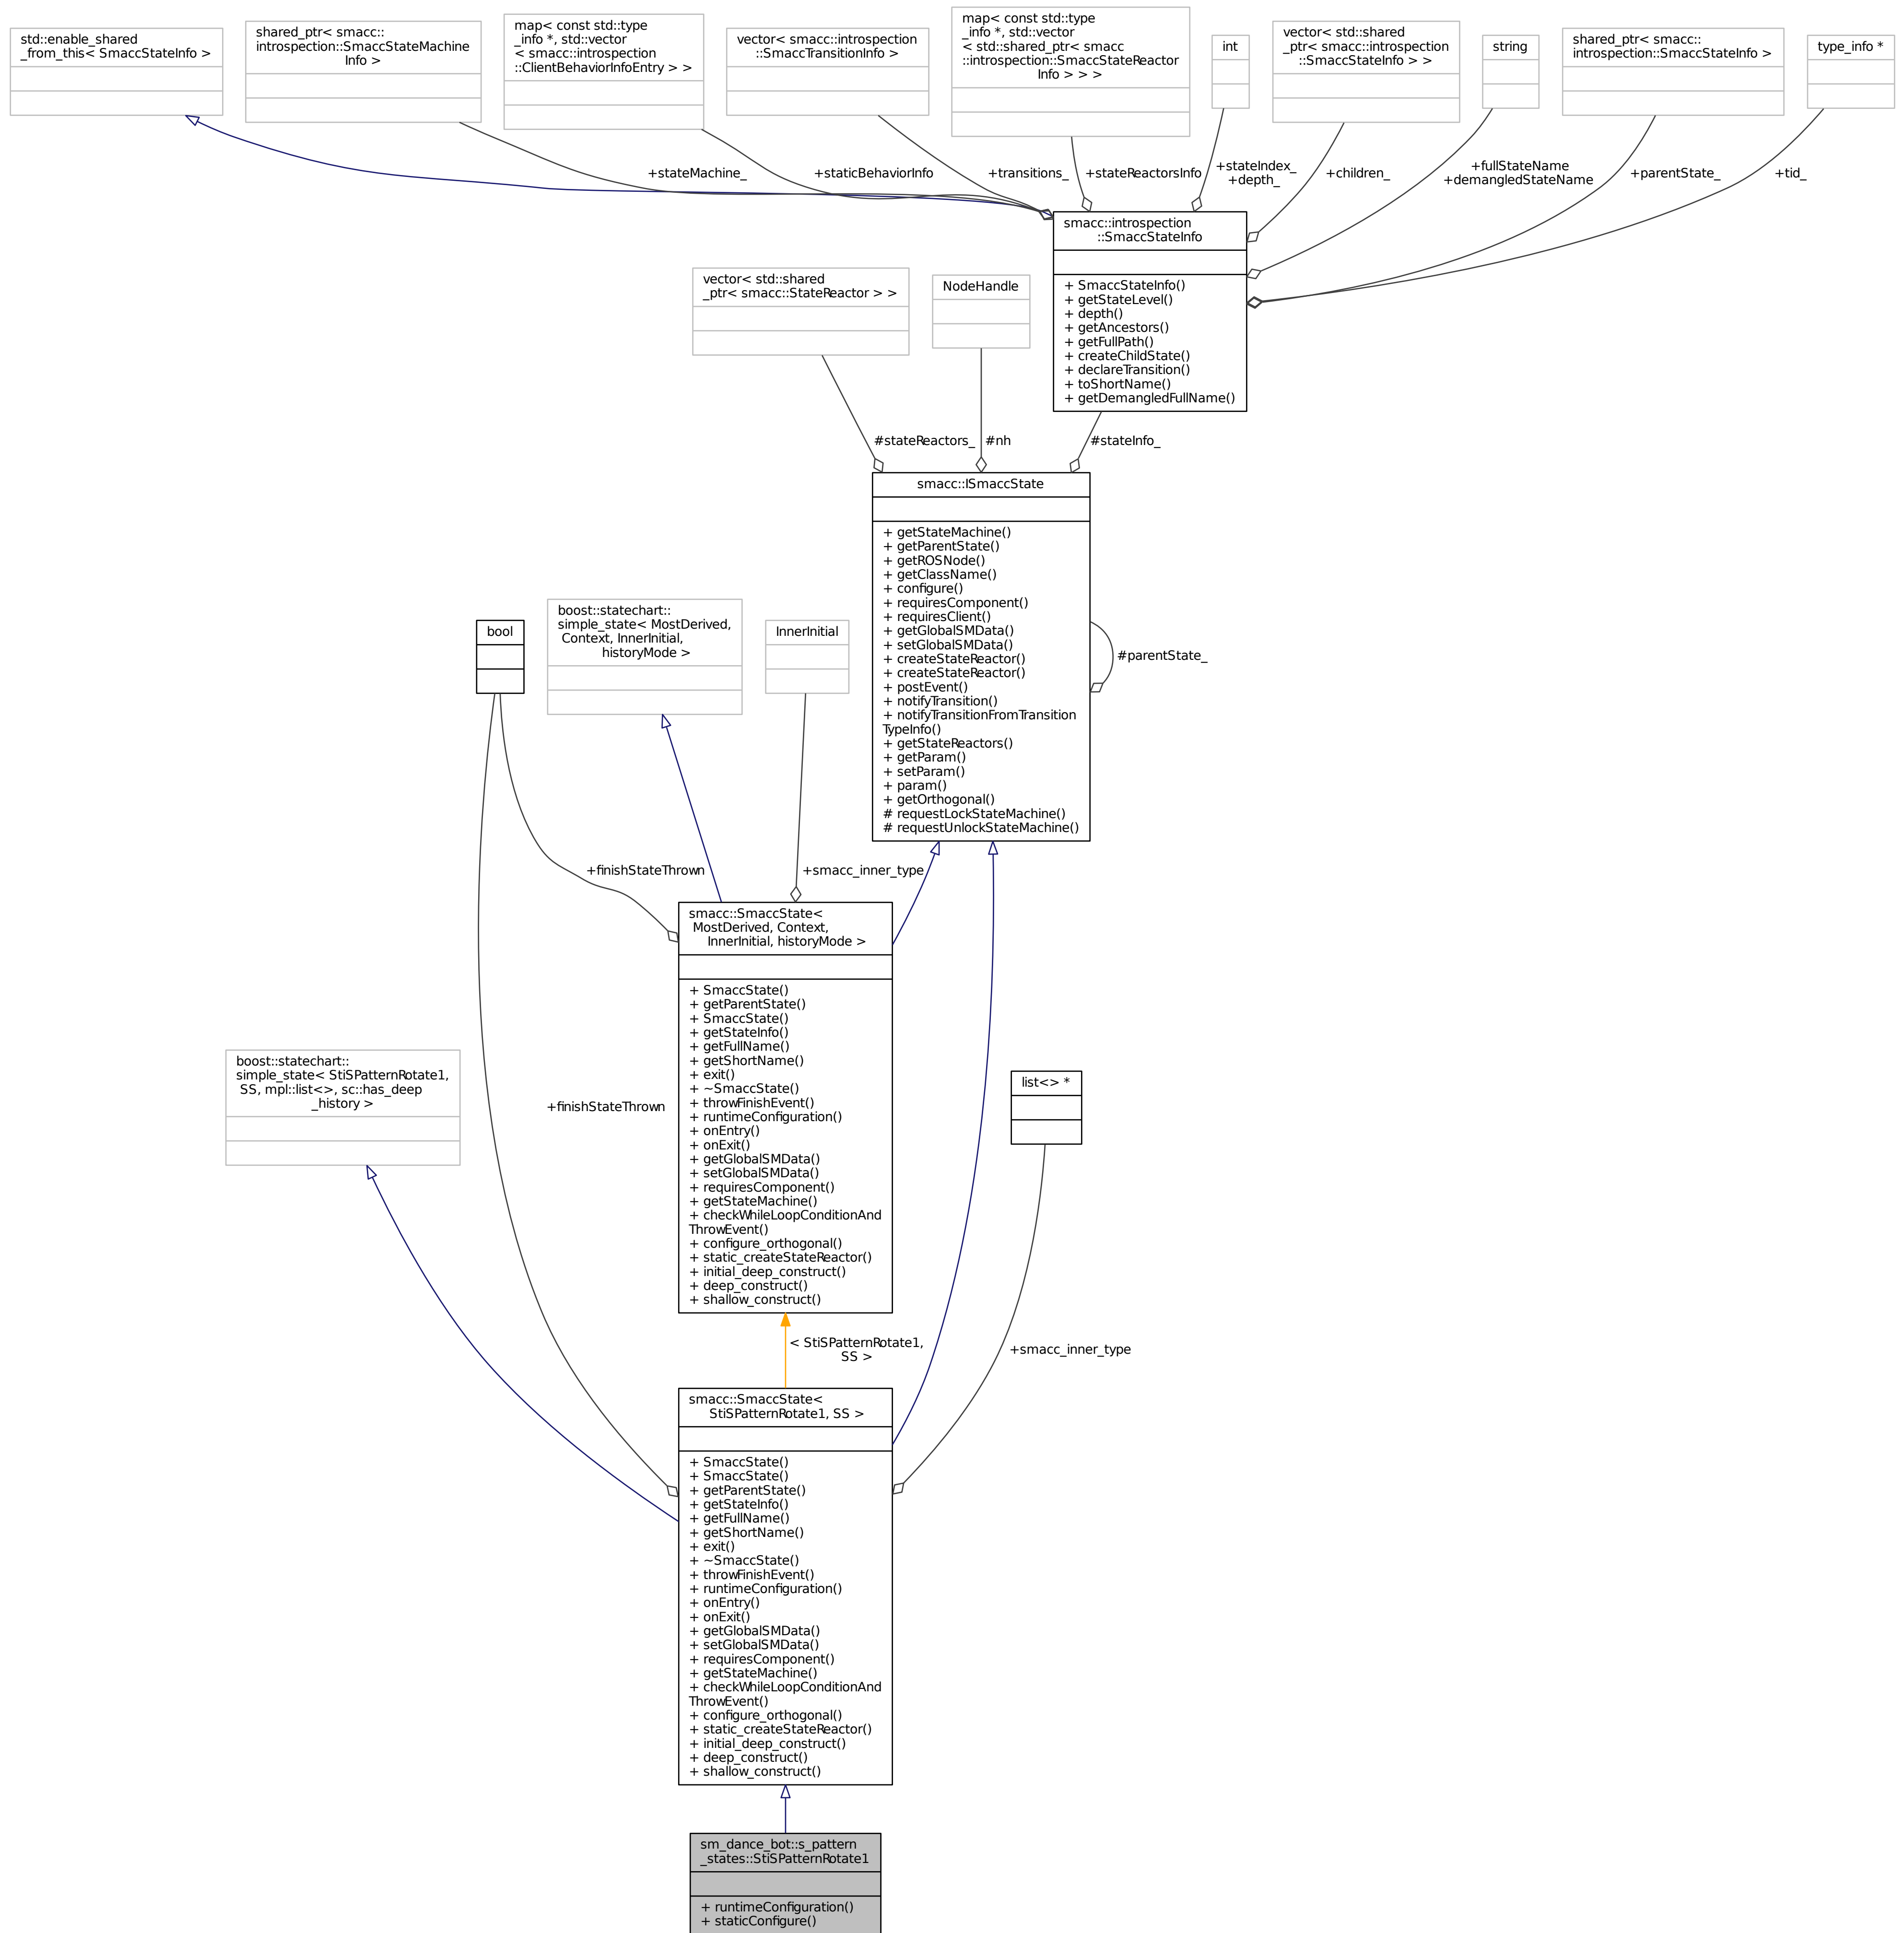 std::enable_shared
_from_this< SmaccStateInfo >
shared_ptr< smacc::
introspection::SmaccStateMachine
Info >
map< const std::type
_info *, std::vector
< smacc::introspection
::ClientBehaviorInfoEntry > >
vector< smacc::introspection
::SmaccTransitionInfo >
map< const std::type
_info *, std::vector
< std::shared_ptr< smacc
::introspection::SmaccStateReactor
Info > > >
int
vector< std::shared
_ptr< smacc::introspection
::SmaccStateInfo > >
string
shared_ptr< smacc::
introspection::SmaccStateInfo >
type_info *
+stateMachine_
+staticBehaviorInfo
+transitions_
+stateReactorsInfo
+stateIndex_
+depth_
+children_
+fullStateName
+demangledStateName
+parentState_
+tid_
smacc::introspection
::SmaccStateInfo
+ SmaccStateInfo()
+ getStateLevel()
+ depth()
+ getAncestors()
+ getFullPath()
+ createChildState()
+ declareTransition()
+ toShortName()
+ getDemangledFullName()
vector< std::shared
_ptr< smacc::StateReactor > >
NodeHandle
#stateReactors_
#nh
#stateInfo_
smacc::ISmaccState
+ getStateMachine()
+ getParentState()
+ getROSNode()
+ getClassName()
+ configure()
+ requiresComponent()
+ requiresClient()
+ getGlobalSMData()
+ setGlobalSMData()
+ createStateReactor()
+ createStateReactor()
+ postEvent()
+ notifyTransition()
+ notifyTransitionFromTransition
TypeInfo()
+ getStateReactors()
+ getParam()
+ setParam()
+ param()
+ getOrthogonal()
# requestLockStateMachine()
# requestUnlockStateMachine()
#parentState_
bool
boost::statechart::
simple_state< MostDerived,
Context, InnerInitial,
historyMode >
InnerInitial
+finishStateThrown
+smacc_inner_type
smacc::SmaccState<
MostDerived, Context,
InnerInitial, historyMode >
+ SmaccState()
+ getParentState()
+ SmaccState()
+ getStateInfo()
+ getFullName()
+ getShortName()
+ exit()
+ ~SmaccState()
+ throwFinishEvent()
+ runtimeConfiguration()
+ onEntry()
+ onExit()
+ getGlobalSMData()
+ setGlobalSMData()
+ requiresComponent()
+ getStateMachine()
+ checkWhileLoopConditionAnd
ThrowEvent()
+ configure_orthogonal()
+ static_createStateReactor()
+ initial_deep_construct()
+ deep_construct()
+ shallow_construct()
boost::statechart::
simple_state< StiSPatternRotate1,
SS, mpl::list<>, sc::has_deep
_history >
+finishStateThrown
list<> *
< StiSPatternRotate1,
SS >
+smacc_inner_type
smacc::SmaccState<
StiSPatternRotate1, SS >
+ SmaccState()
+ SmaccState()
+ getParentState()
+ getStateInfo()
+ getFullName()
+ getShortName()
+ exit()
+ ~SmaccState()
+ throwFinishEvent()
+ runtimeConfiguration()
+ onEntry()
+ onExit()
+ getGlobalSMData()
+ setGlobalSMData()
+ requiresComponent()
+ getStateMachine()
+ checkWhileLoopConditionAnd
ThrowEvent()
+ configure_orthogonal()
+ static_createStateReactor()
+ initial_deep_construct()
+ deep_construct()
+ shallow_construct()
sm_dance_bot::s_pattern
_states::StiSPatternRotate1
+ runtimeConfiguration()
+ staticConfigure()